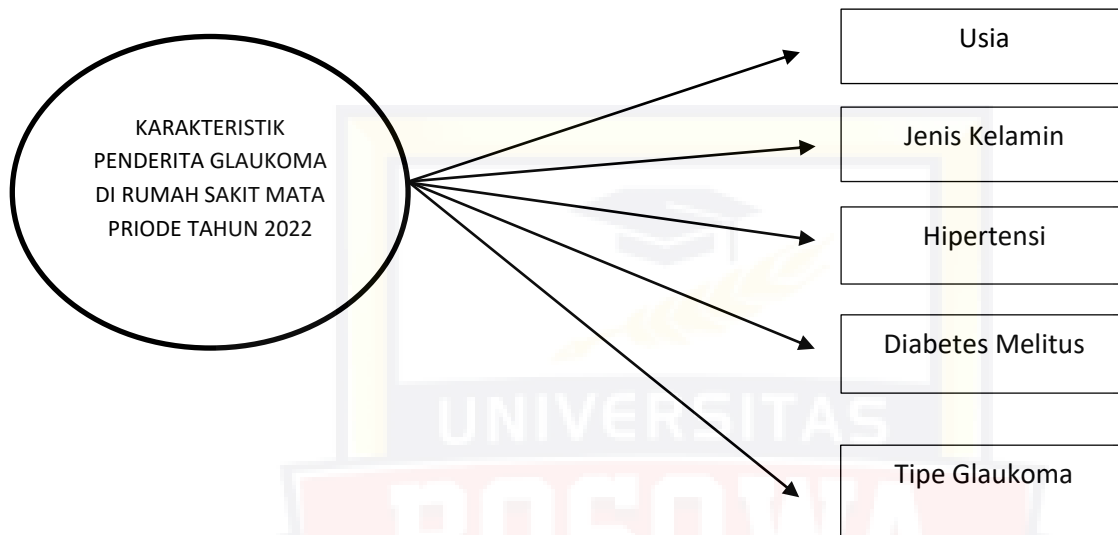 KARAKTERISTIK
PENDERITA GLAUKOMA
DI RUMAH SAKIT MATA
PRIODE TAHUN 2022
Usia
Jenis Kelamin
Hipertensi
Diabetes Melitus
Tipe Glaukoma
UNIVERSITAS
BOSOWA